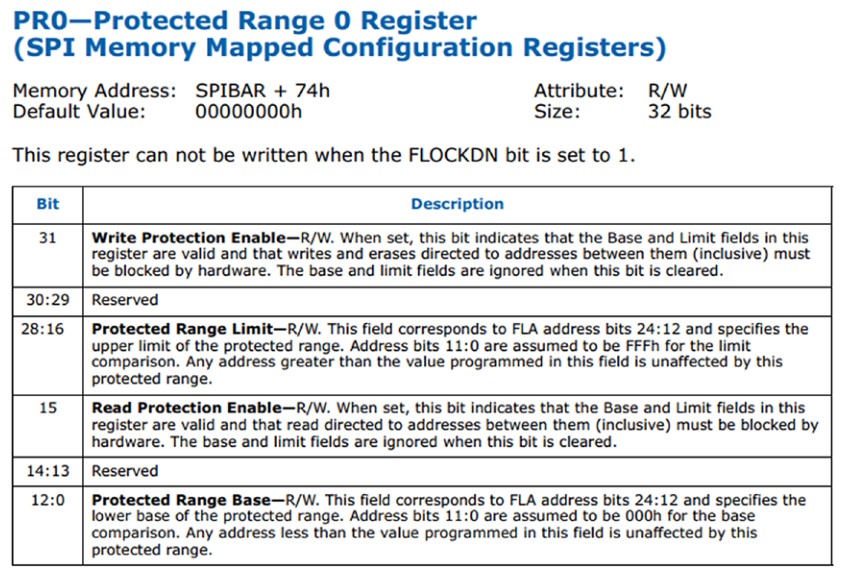 PR0—Protected Range 0 Register
(SPI Memory Mapped Configuration Registers)
Memory Address: SPIBAR + 74h Attribute: R/W
Default Value: 00000000h Size: 32 bits
This register can not be written when the FLOCKDN bit is set to 1.
Bit Description
31 Write Protection Enable—R/W. When set, this bit indicates that the Base and Limit fields in this
register are valid and that writes and erases directed to addresses between them (inclusive) must
be blocked by hardware. The base and limit fields are ignored when this bit is cleared.
30:29 Reserved
28:16 Protected Range Limit—R/W. This field corresponds to FLA address bits 24:12 and specifies the
upper limit of the protected range. Address bits 11:0 are assumed to be FFFh for the limit
comparison. Any address greater than the value programmed in this field is unaffected by this
protected range.
15 Read Protection Enable—R/W. When set, this bit indicates that the Base and Limit fields in this
register are valid and that read directed to addresses between them (inclusive) must be blocked by
hardware. The base and limit fields are ignored when this bit is cleared.
14:13 Reserved
12:0 Protected Range Base—R/W. This field corresponds to FLA address bits 24:12 and specifies the
lower base of the protected range. Address bits 11:0 are assumed to be 000h for the base
comparison. Any address less than the value programmed in this field is unaffected by this
protected range.